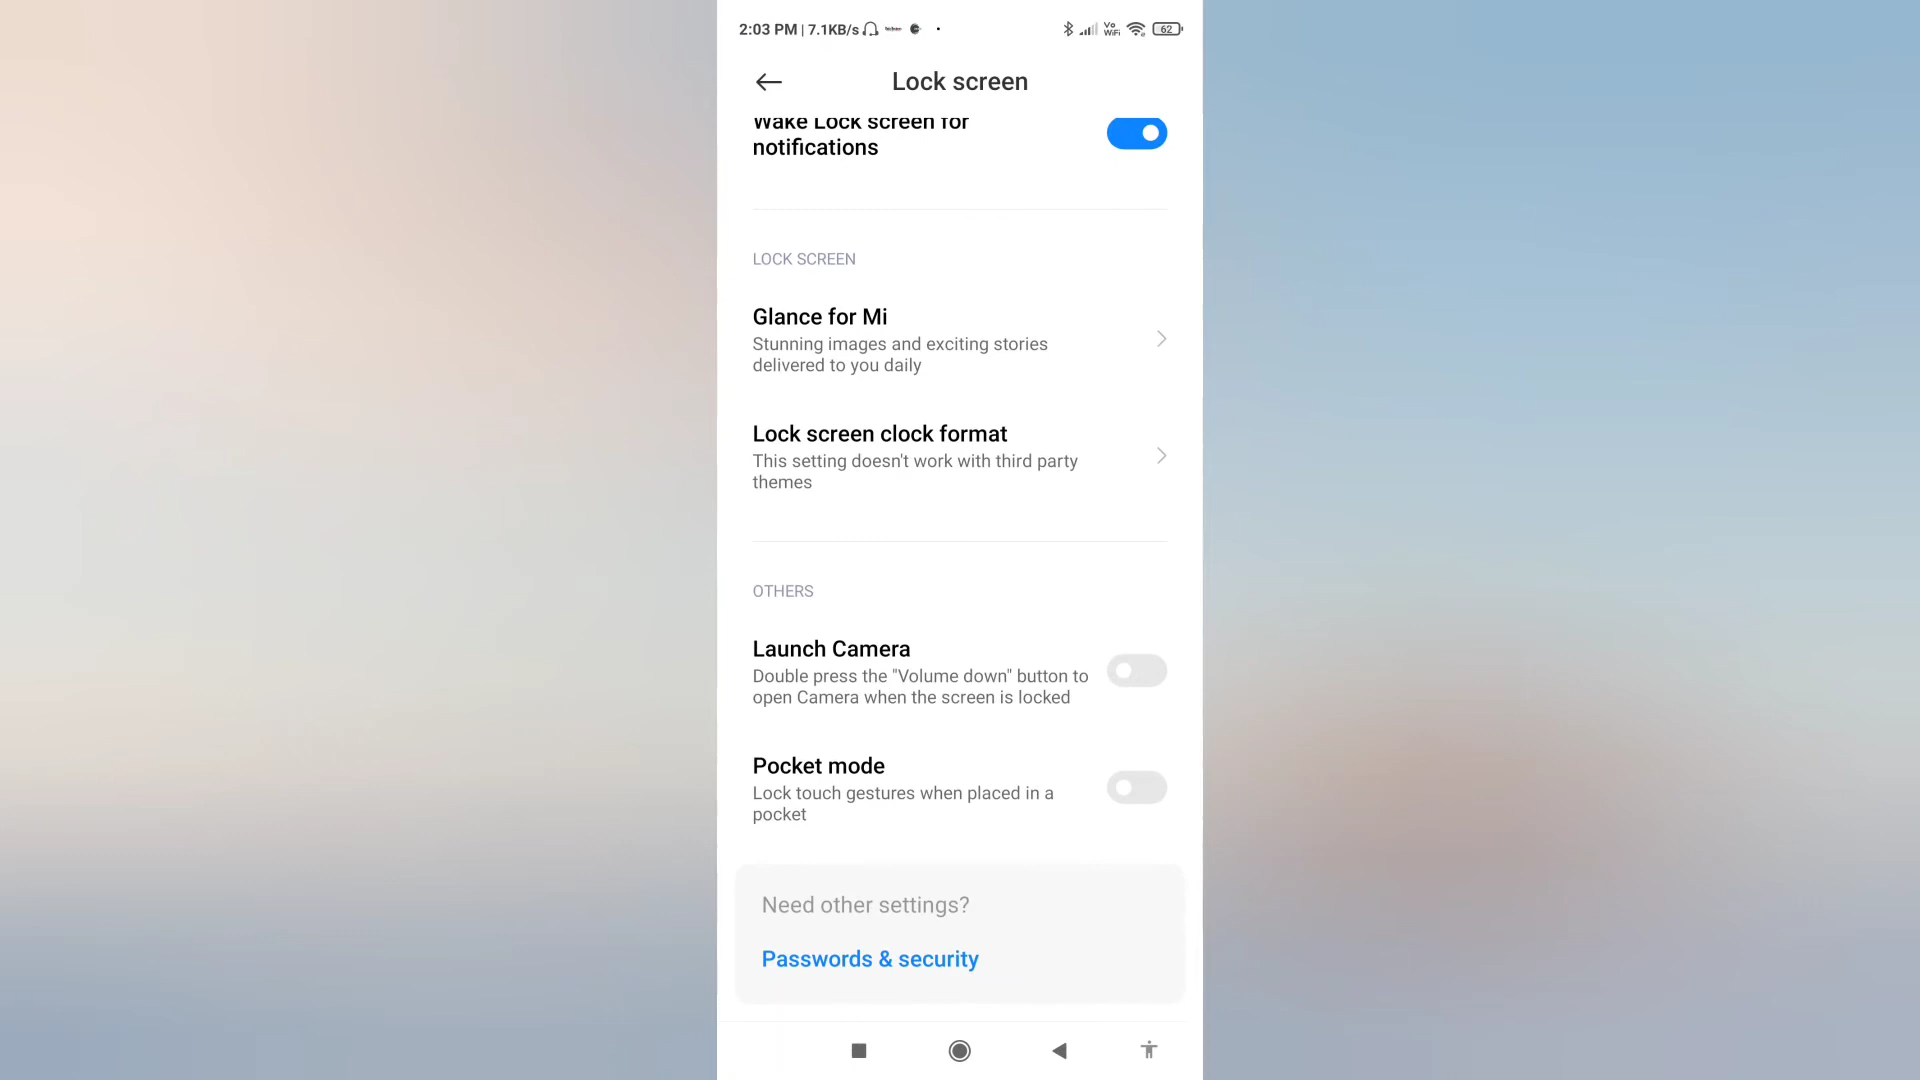 2:03 PM | 7.1KB/s
Vo
WiFi
62
Lock screen
Wake Lock screen for
notifications
LOCK SCREEN
Glance for Mi
Stunning images and exciting stories
delivered to you daily
Lock screen clock format
This setting doesn't work with third party
themes
OTHERS
Launch Camera
Double press the "Volume down" button to
open Camera when the screen is locked
Pocket mode
Lock touch gestures when placed in a
pocket
Need other settings?
Passwords & security